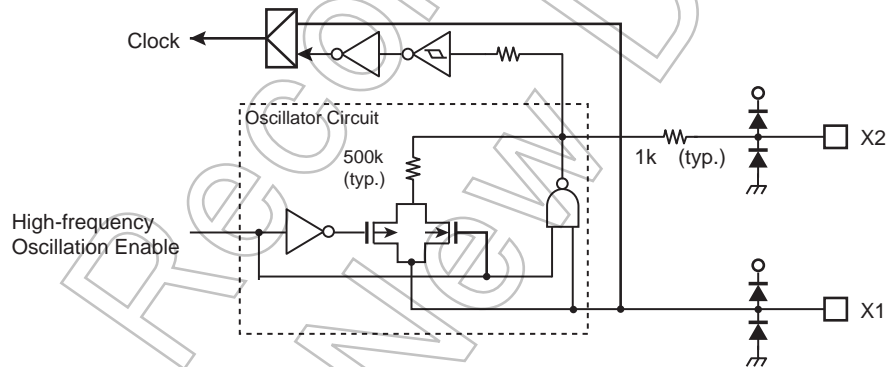 Clock
Oscillator Circuit
500k
(typ.)
1k (typ.)
X2
High-frequency
Oscillation Enable
X1